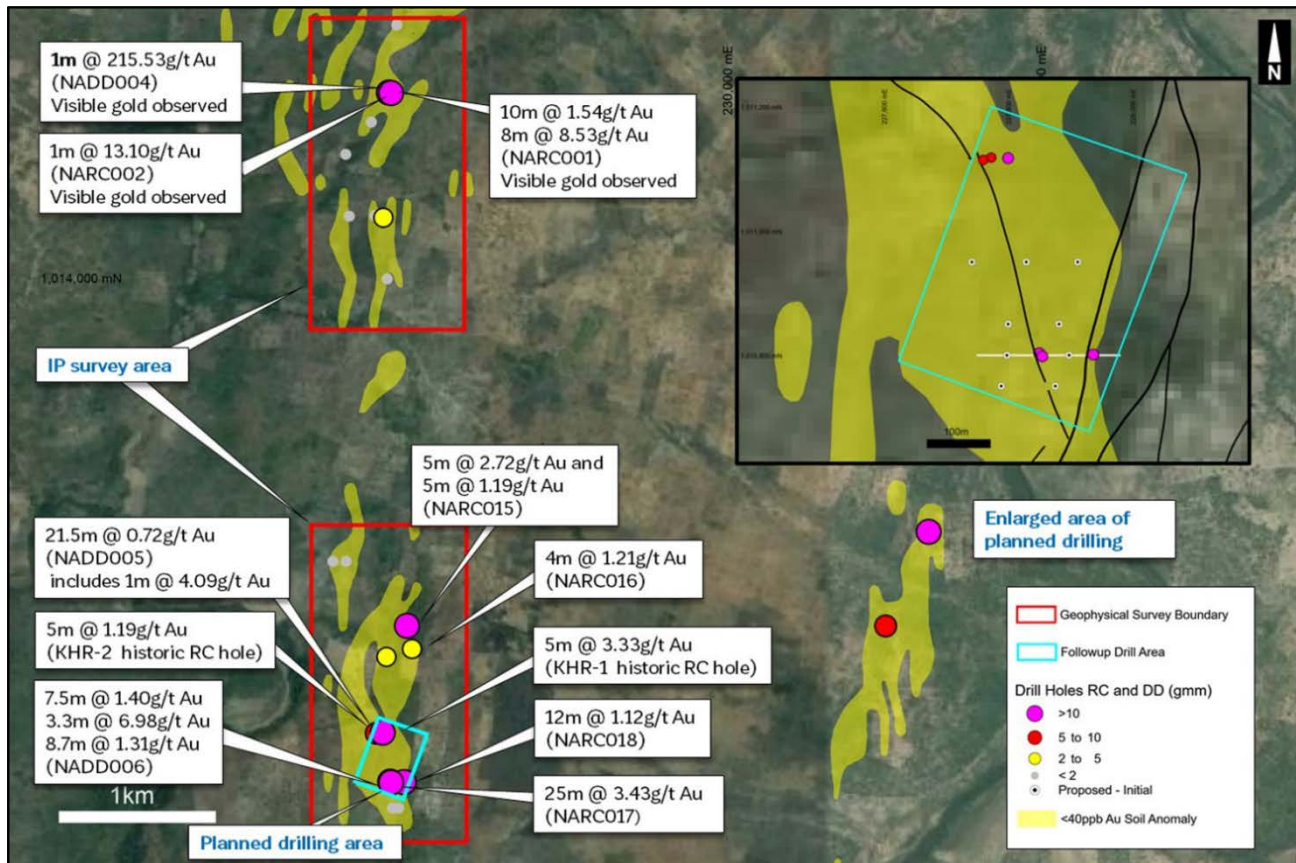 1m @ 215.53g/t Au
(NADD004)
Visible gold observed
1m @ 13.10g/t Au
(NARC002)
Visible gold observed
10m @ 1.54g/t Au
8m @ 8.53g/t Au
(NARC001)
Visible gold observed
230,000 mE
N
1,014,000 mN
IP survey area
100m
5m @ 2.72g/t Au and
5m @ 1.19g/t Au
(NARC015)
21.5m @ 0.72g/t Au
(NADD005)
includes 1m @ 4.09g/t Au
4m @ 1.21g/t Au
(NARC016)
5m @ 1.19g/t Au
(KHR-2 historic RC hole)
5m @ 3.33g/t Au
(KHR-1 historic RC hole)
7.5m @ 1.40g/t Au
3.3m @ 6.98g/t Au
8.7m @ 1.31g/t Au
(NADD006)
12m @ 1.12g/t Au
(NARC018)
25m @ 3.43g/t Au
(NARC017)
1km
Planned drilling area
Enlarged area of
planned drilling
Geophysical Survey Boundary
Followup Drill Area
Drill Holes RC and DD (gmm)
>10
5 to 10
2 to 5
< 2
Proposed - Initial
<40ppb Au Soil Anomaly